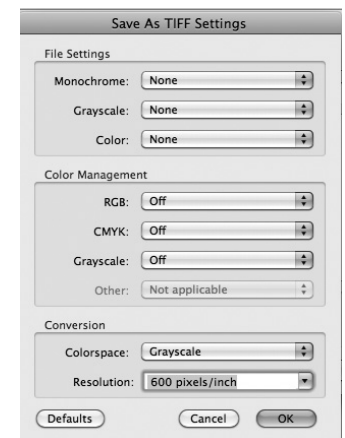 Save As TIFF Settings
File Settings
Monochrome: None
Grayscale: None
Color: None
Color Management
RGB: Off
CMYK: Off
Grayscale: Off
Other: Not applicable
Conversion
Colorspace: Grayscale
Resolution: 600 pixels/inch
Defaults Cancel OK